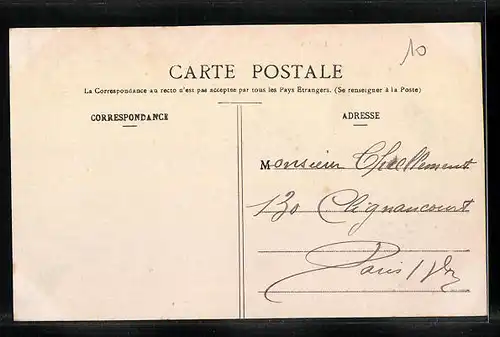 10
CARTE POSTALE
La Correspondance au recto n'est pas acceptée par tous les Pays Etrangers. (Se renseigner à la Poste)
CORRESPONDANCE
ADRESSE
Monsieur
130 Clignancourt
Paris